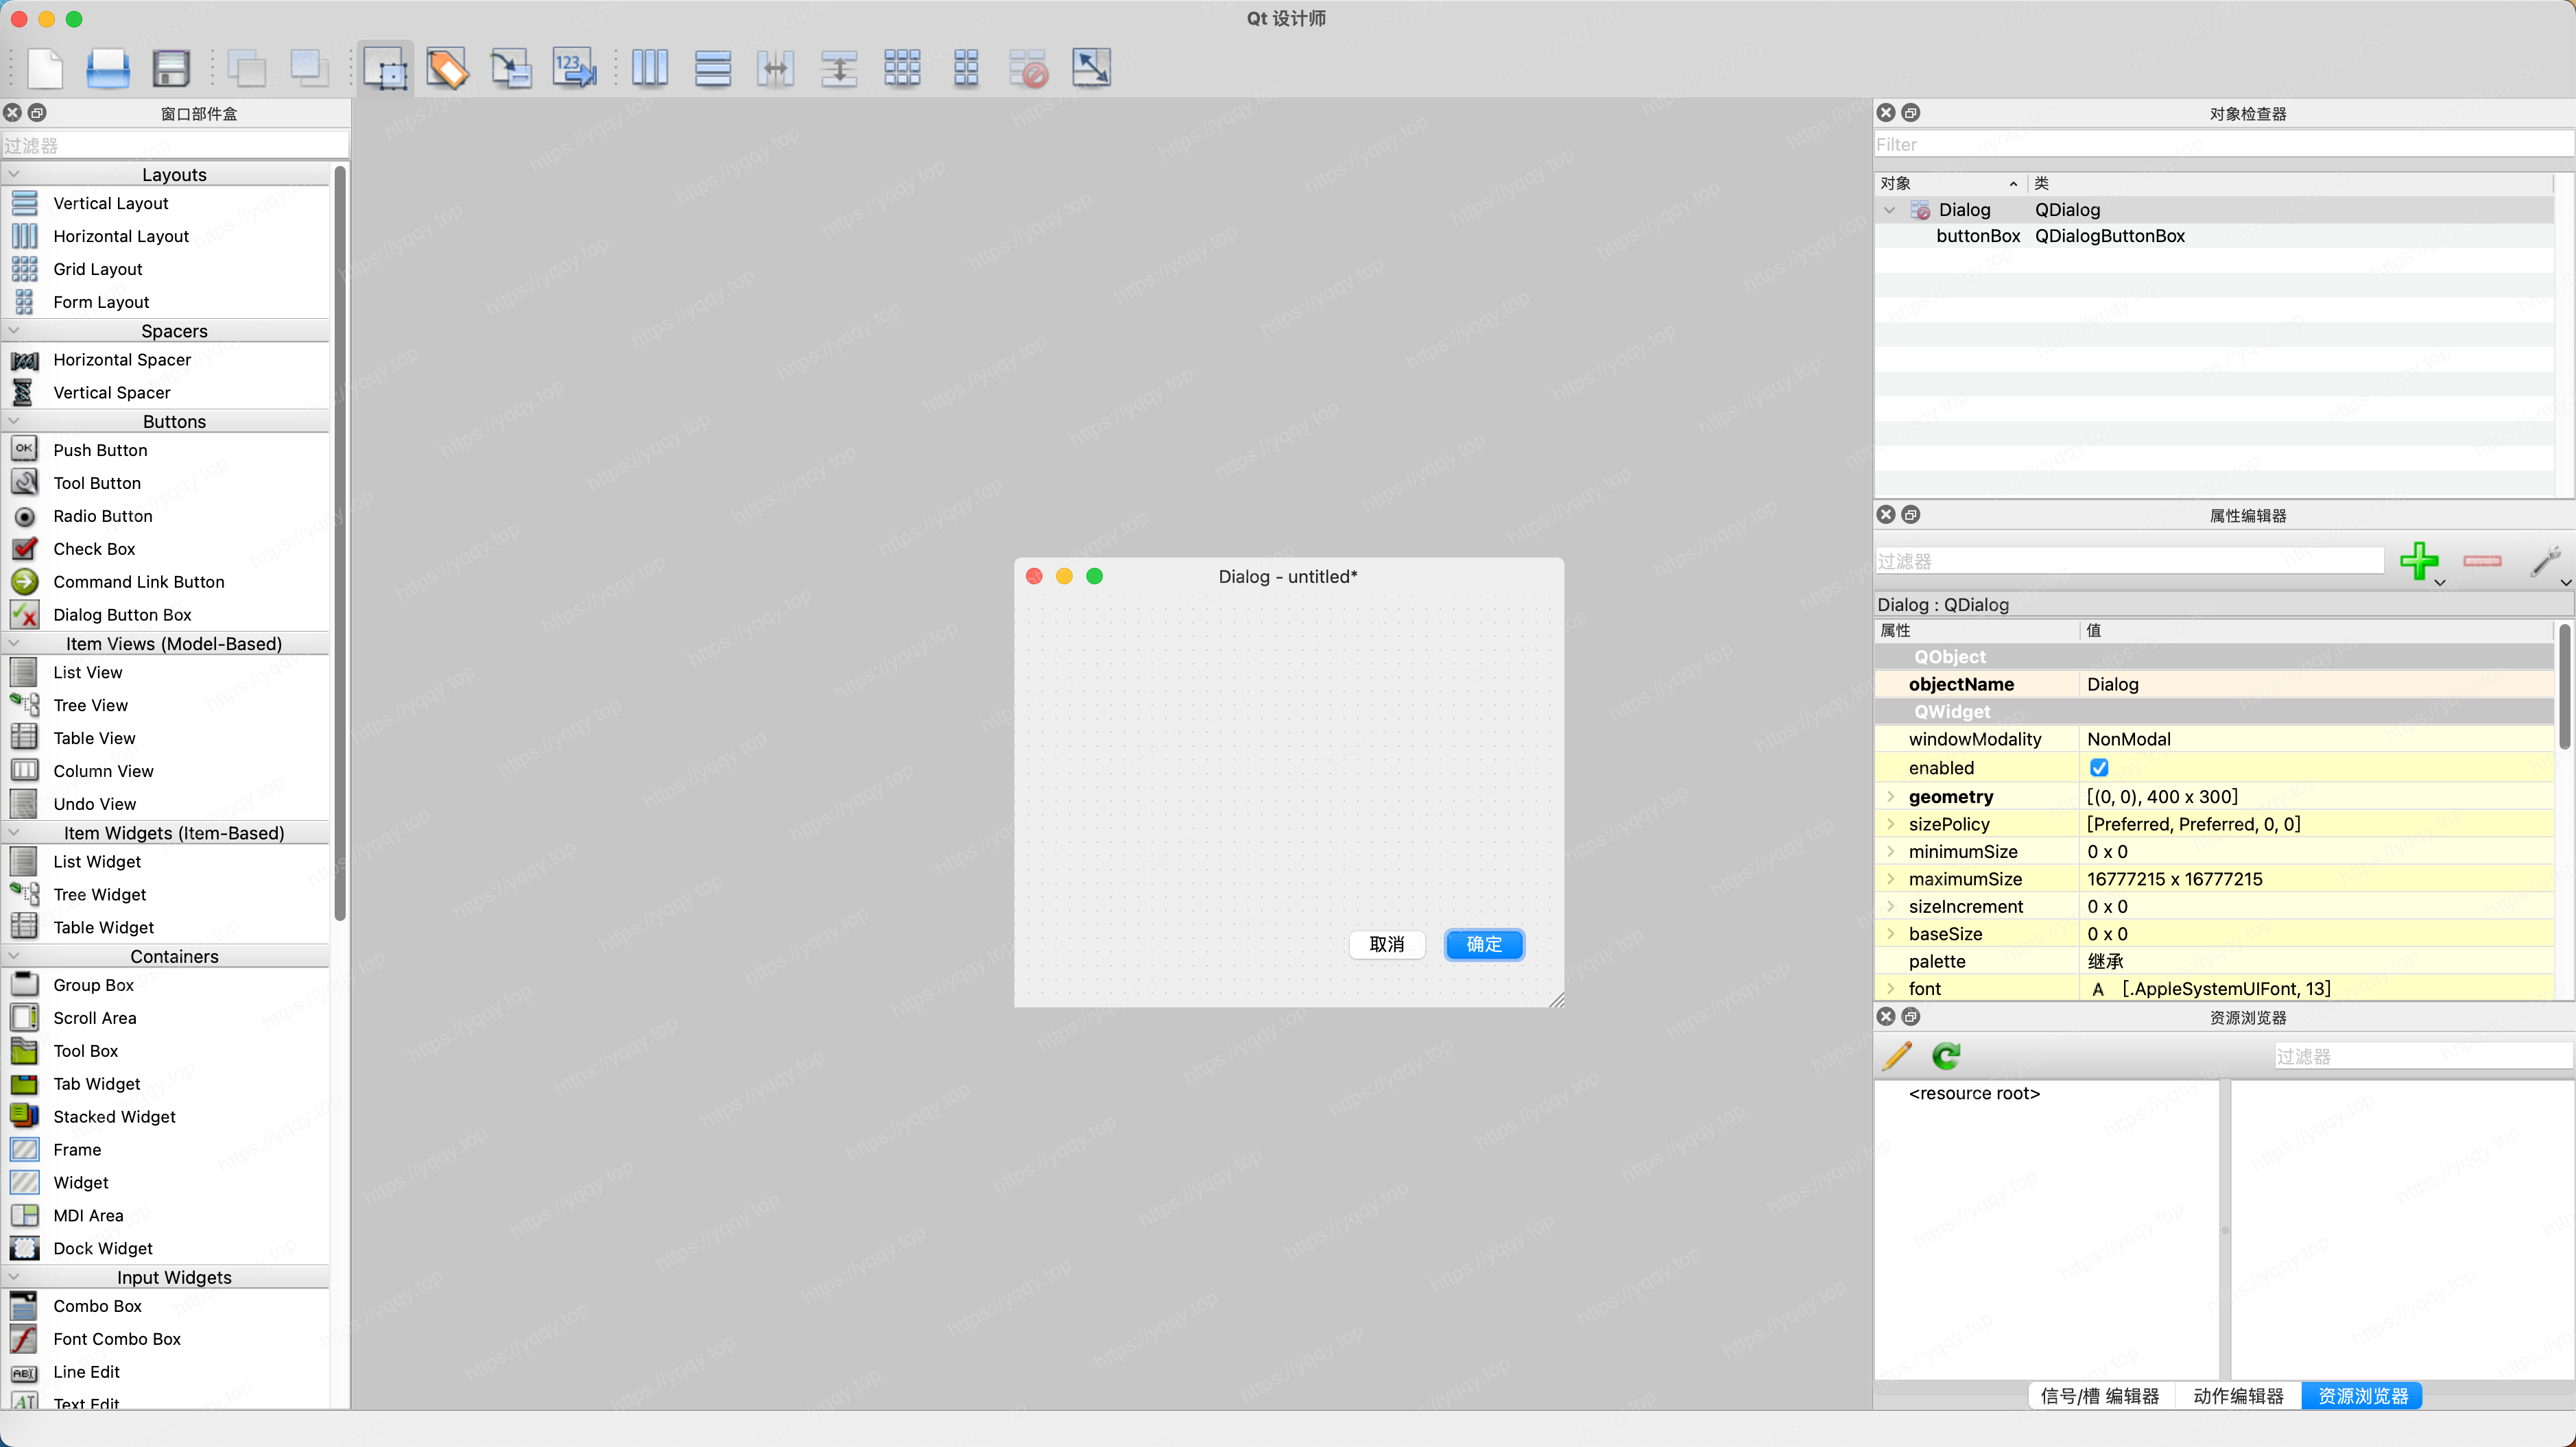 Qt 设计师
窗口部件盒
过滤器
Layouts
Vertical Layout
Horizontal Layout
Grid Layout
Form Layout
Spacers
Horizontal Spacer
Vertical Spacer
Buttons
OK
Push Button
Tool Button
Radio Button
Check Box
Command Link Button
Dialog Button Box
Item Views (Model-Based)
List View
Tree View
Table View
Column View
Undo View
Item Widgets (Item-Based)
List Widget
Tree Widget
Table Widget
Containers
Group Box
Scroll Area
Tool Box
Tab Widget
Stacked Widget
Frame
Widget
MDI Area
Dock Widget
Input Widgets
Combo Box
Font Combo Box
Line Edit
Text Edit
123
Dialog - untitled*
取消 确定
对象检查器
Filter
对象 类
Dialog QDialog
buttonBox QDialogButtonBox
属性编辑器
过滤器
Dialog : QDialog
属性 值
QObject
objectName Dialog
QWidget
windowModality NonModal
enabled
geometry [(0, 0), 400 x 300]
sizePolicy [Preferred, Preferred, 0, 0]
minimumSize 0 x 0
maximumSize 16777215 x 16777215
sizeIncrement 0 x 0
baseSize 0 x 0
palette 继承
font A [.AppleSystemUIFont, 13]
资源浏览器
过滤器
<resource root>
信号/槽 编辑器 动作编辑器 资源浏览器
https://yqqy.top